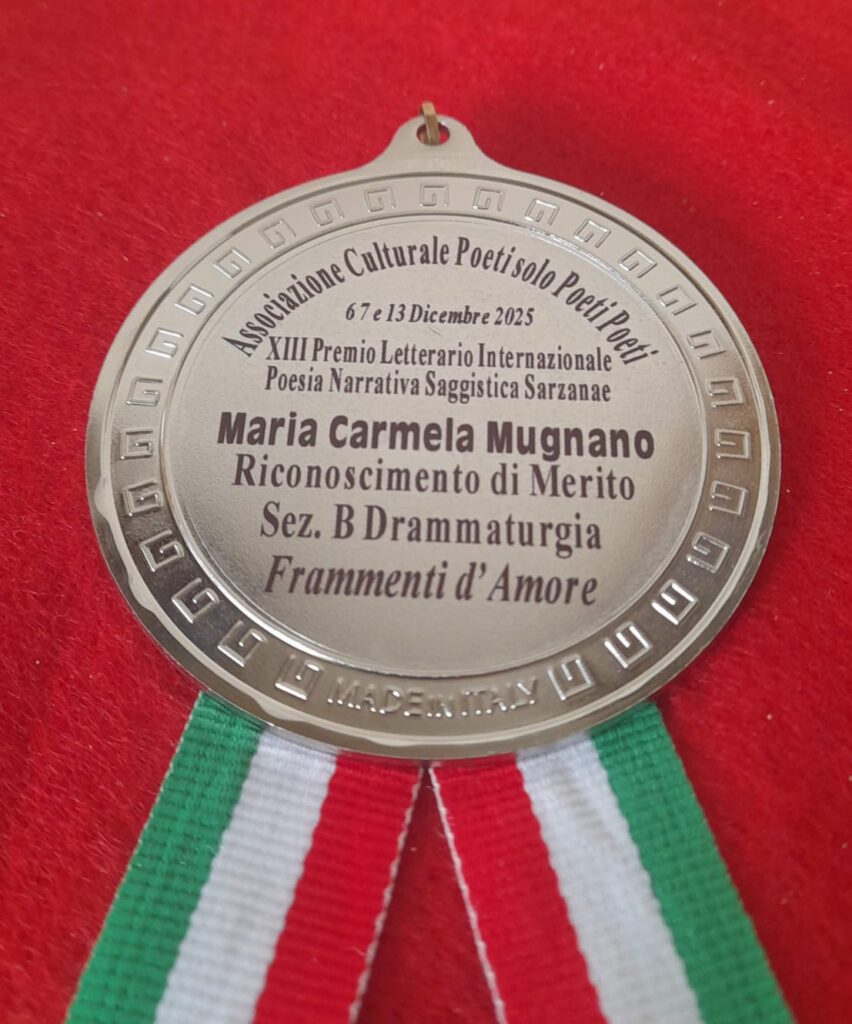 Associazione Culturale Poeti solo Poeti Poeti
6 7 e 13 Dicembre 2025
XIII Premio Letterario Internazionale
Poesia Narrativa Saggistica Sarzanae
Maria Carmela Mugnano
Riconoscimento di Merito
Sez. B Drammaturgia
Frammenti d'Amore
MADE IN ITALY